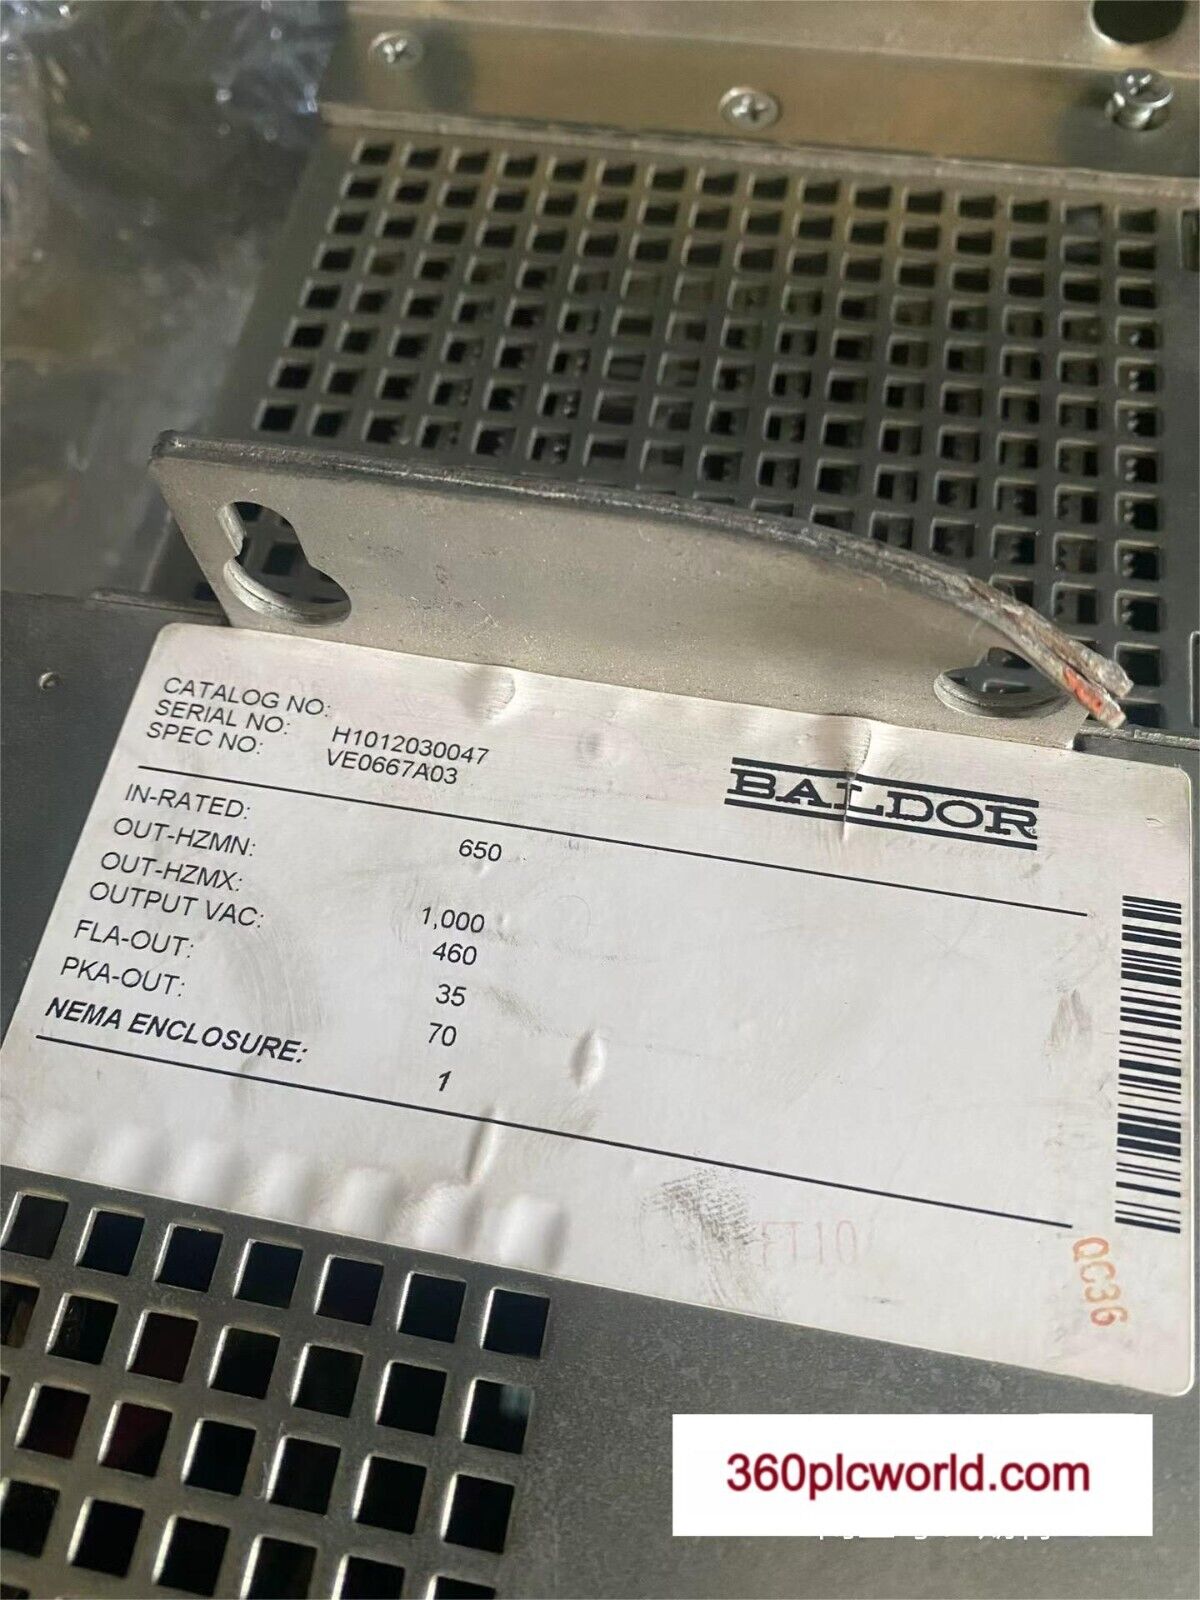 CATALOG NO:
SERIAL NO: H1012030047
SPEC NO: VE0667A03
BALDOR
IN-RATED: 650
OUT-HZMN:
OUT-HZMX: 1,000
OUTPUT VAC: 460
FLA-OUT: 35
PKA-OUT: 70
NEMA ENCLOSURE: 1
FT10
QC36
360plcworld.com